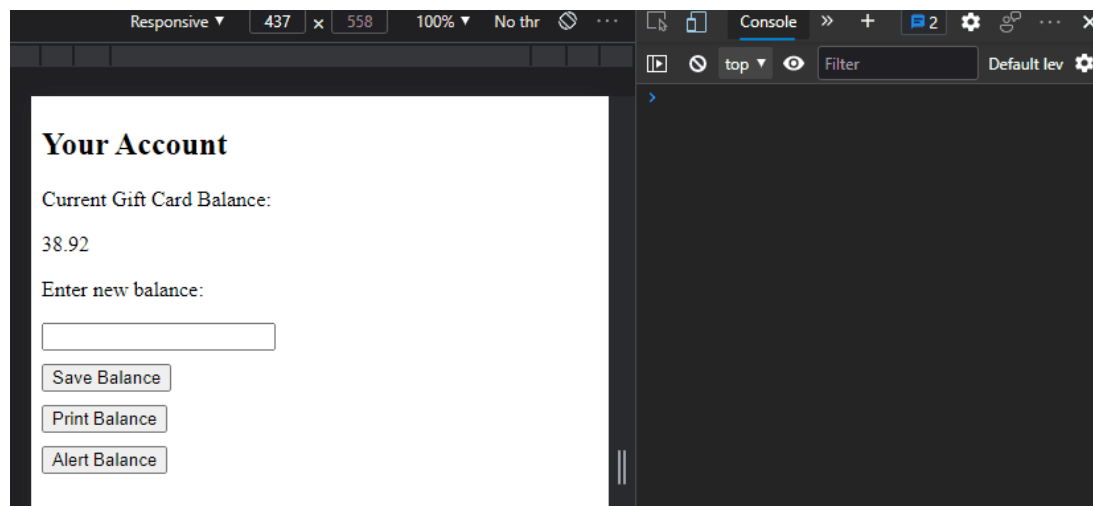 Responsive ▼ 437 x 558 100% ▼ No thr ...
Console » + 2 ...
top ▼ Filter Default lev
>
Your Account
Current Gift Card Balance:
38.92
Enter new balance:
Save Balance
Print Balance
Alert Balance